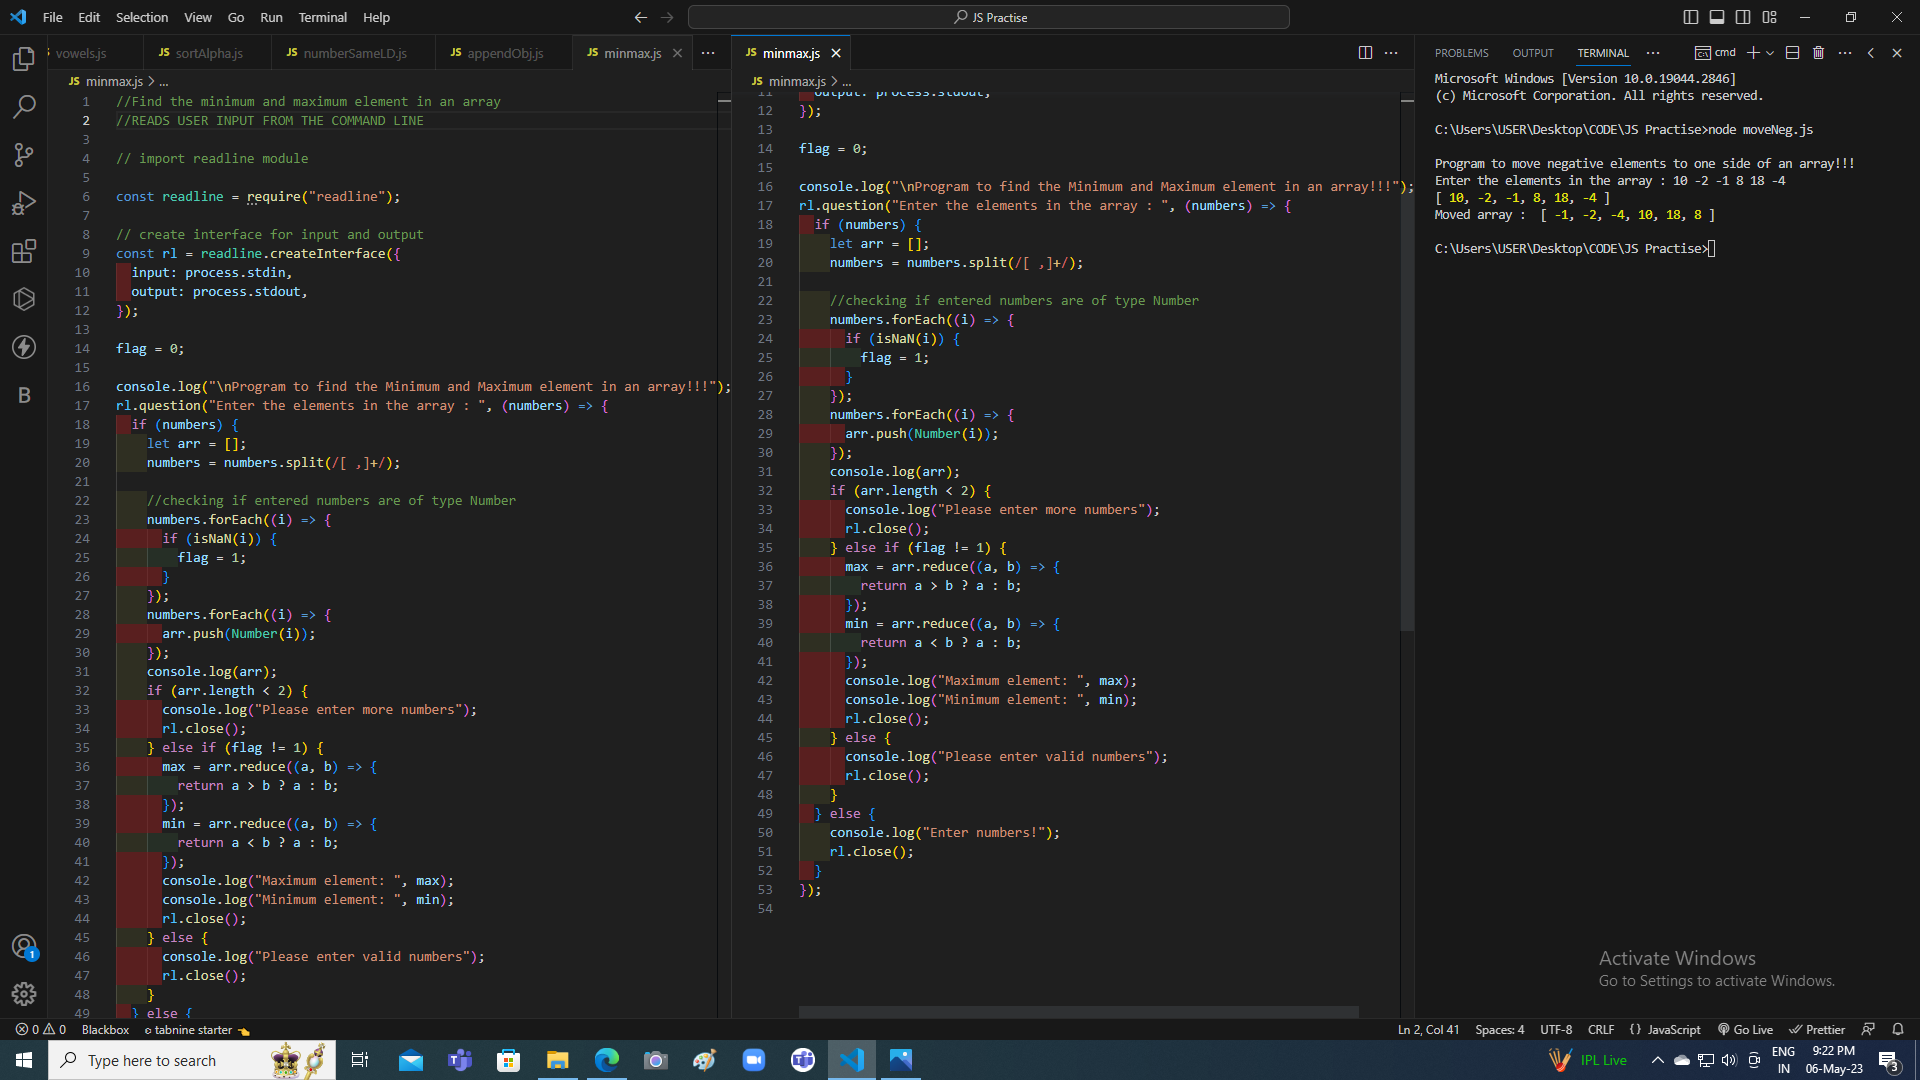 File Edit Selection View Go Run Terminal Help
JS Practise
JS vowels.js
JS sortAlpha.js
JS numberSameLD.js
JS appendObj.js
JS minmax.js
JS minmax.js > ...
1 //Find the minimum and maximum element in an array
2 //READS USER INPUT FROM THE COMMAND LINE
3
4 // import readline module
5
6 const readline = require("readline");
7
8 // create interface for input and output
9 const rl = readline.createInterface({
10 input: process.stdin,
11 output: process.stdout,
12 });
13
14 flag = 0;
15
16 console.log("\nProgram to find the Minimum and Maximum element in an array!!!");
17 rl.question("Enter the elements in the array : ", (numbers) => {
18 if (numbers) {
19 let arr = [];
20 numbers = numbers.split(/[ ,]+/);
21
22 //checking if entered numbers are of type Number
23 numbers.forEach((i) => {
24 if (isNaN(i)) {
25 flag = 1;
26 }
27 });
28 numbers.forEach((i) => {
29 arr.push(Number(i));
30 });
31 console.log(arr);
32 if (arr.length < 2) {
33 console.log("Please enter more numbers");
34 rl.close();
35 } else if (flag != 1) {
36 max = arr.reduce((a, b) => {
37 return a > b ? a : b;
38 });
39 min = arr.reduce((a, b) => {
40 return a < b ? a : b;
41 });
42 console.log("Maximum element: ", max);
43 console.log("Minimum element: ", min);
44 rl.close();
45 } else {
46 console.log("Please enter valid numbers");
47 rl.close();
48 }
49 } else {
JS minmax.js
JS minmax.js > ...
11 output: process.stdout,
12 });
13
14 flag = 0;
15
16 console.log("\nProgram to find the Minimum and Maximum element in an array!!!");
17 rl.question("Enter the elements in the array : ", (numbers) => {
18 if (numbers) {
19 let arr = [];
20 numbers = numbers.split(/[ ,]+/);
21
22 //checking if entered numbers are of type Number
23 numbers.forEach((i) => {
24 if (isNaN(i)) {
25 flag = 1;
26 }
27 });
28 numbers.forEach((i) => {
29 arr.push(Number(i));
30 });
31 console.log(arr);
32 if (arr.length < 2) {
33 console.log("Please enter more numbers");
34 rl.close();
35 } else if (flag != 1) {
36 max = arr.reduce((a, b) => {
37 return a > b ? a : b;
38 });
39 min = arr.reduce((a, b) => {
40 return a < b ? a : b;
41 });
42 console.log("Maximum element: ", max);
43 console.log("Minimum element: ", min);
44 rl.close();
45 } else {
46 console.log("Please enter valid numbers");
47 rl.close();
48 }
49 } else {
50 console.log("Enter numbers!");
51 rl.close();
52 }
53 });
54
PROBLEMS OUTPUT TERMINAL ... cmd
Microsoft Windows [Version 10.0.19044.2846]
(c) Microsoft Corporation. All rights reserved.
C:\Users\USER\Desktop\CODE\JS Practise>node moveNeg.js
Program to move negative elements to one side of an array!!!
Enter the elements in the array : 10 -2 -1 8 18 -4
[ 10, -2, -1, 8, 18, -4 ]
Moved array :  [ -1, -2, -4, 10, 18, 8 ]
C:\Users\USER\Desktop\CODE\JS Practise>
B
1
Activate Windows
Go to Settings to activate Windows.
0 0 Blackbox tabnine starter
Ln 2, Col 41 Spaces: 4 UTF-8 CRLF {} JavaScript Go Live Prettier
Type here to search
IPL Live
ENG
IN
9:22 PM
06-May-23
3